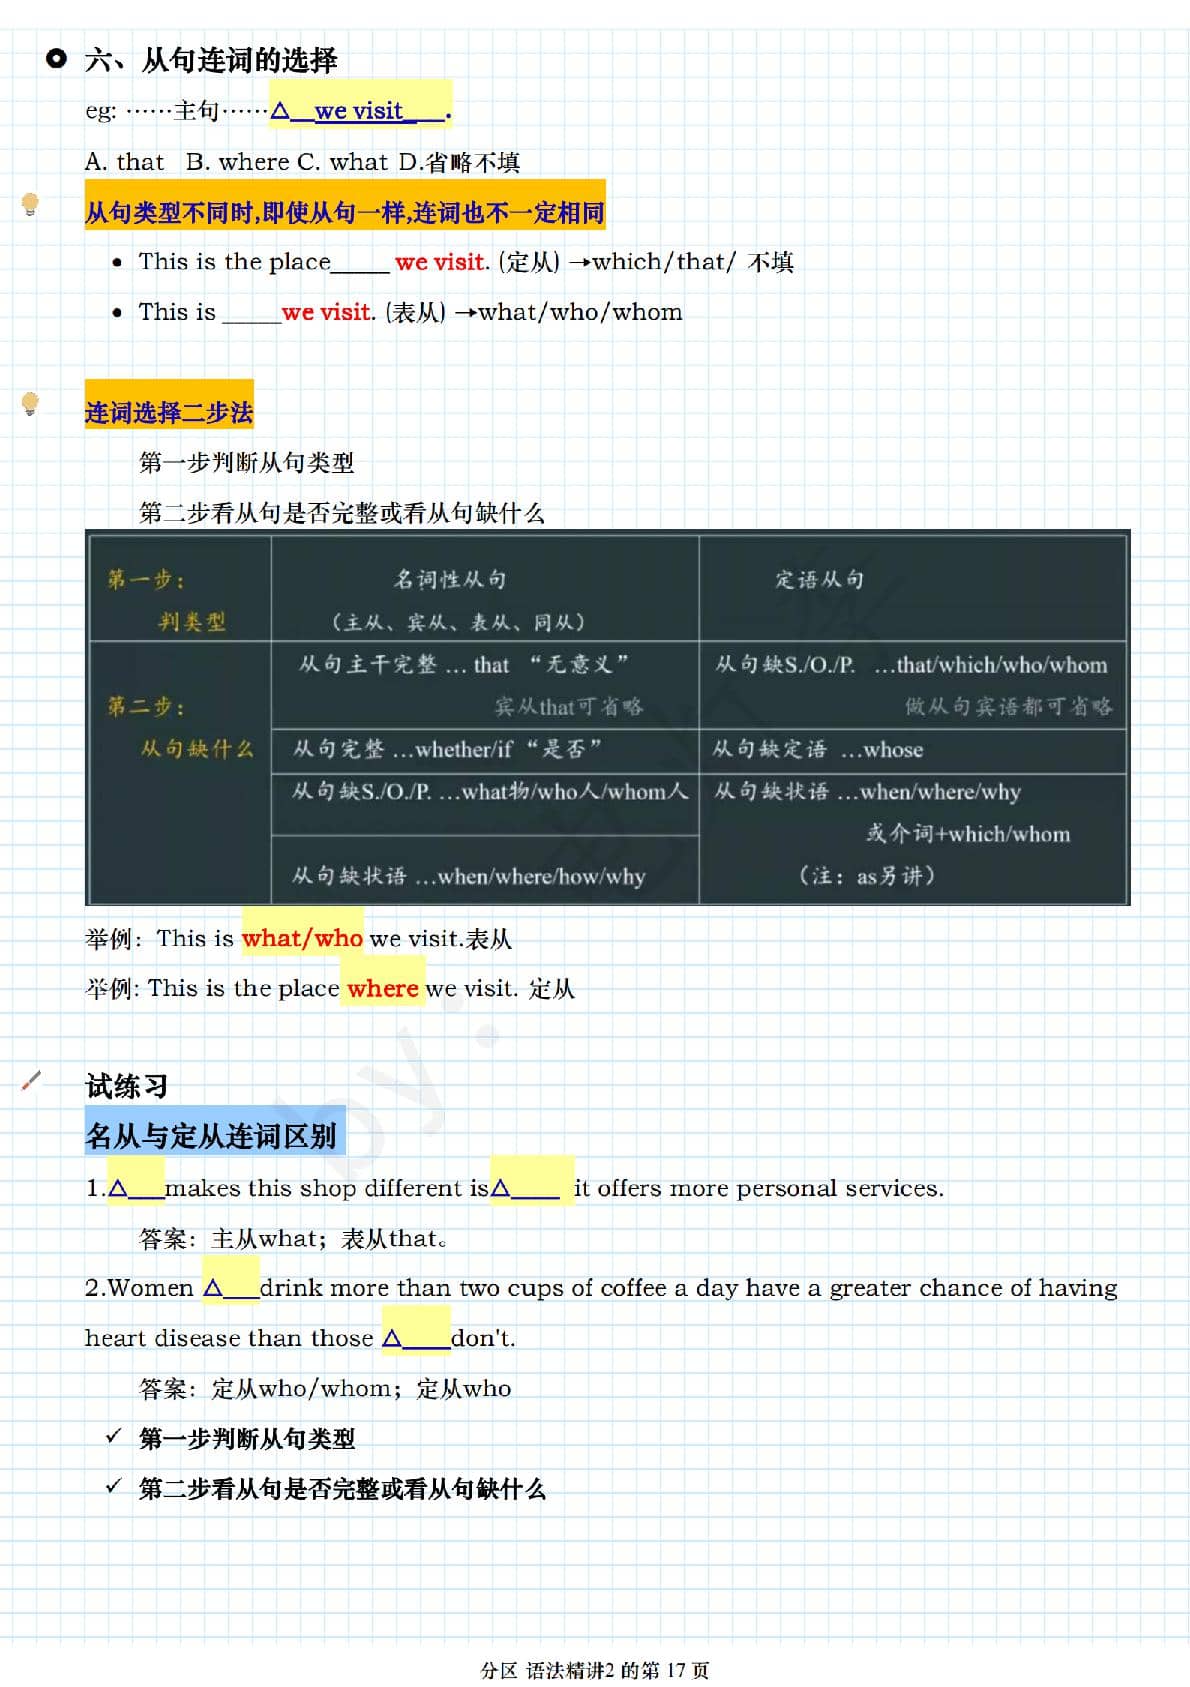 六、从句连词的选择
eg: ……主句……△__we visit____.
A. that B. where C. what D.省略不填
从句类型不同时,即使从句一样,连词也不一定相同
• This is the place_____ we visit. (定从) →which/that/ 不填
• This is _____we visit. (表从) →what/who/whom
连词选择二步法
第一步判断从句类型
第二步看从句是否完整或看从句缺什么
第一步: 名词性从句 定语从句
判类型 (主从、宾从、表从、同从)
从句主干完整 … that “无意义” 从句缺S./O./P. …that/which/who/whom
第二步: 宾从that可省略 做从句宾语都可省略
从句缺什么 从句完整 …whether/if “是否” 从句缺定语 …whose
从句缺S./O./P. …what物/who人/whom人 从句缺状语 …when/where/why
或介词+which/whom
从句缺状语 …when/where/how/why (注: as另讲)
举例: This is what/who we visit.表从
举例: This is the place where we visit. 定从
by:
试练习
名从与定从连词区别
1.△___makes this shop different is△____ it offers more personal services.
答案: 主从what; 表从that。
2.Women △___drink more than two cups of coffee a day have a greater chance of having
heart disease than those △____don't.
答案: 定从who/whom; 定从who
✓ 第一步判断从句类型
✓ 第二步看从句是否完整或看从句缺什么
分区 语法精讲2 的第 17 页